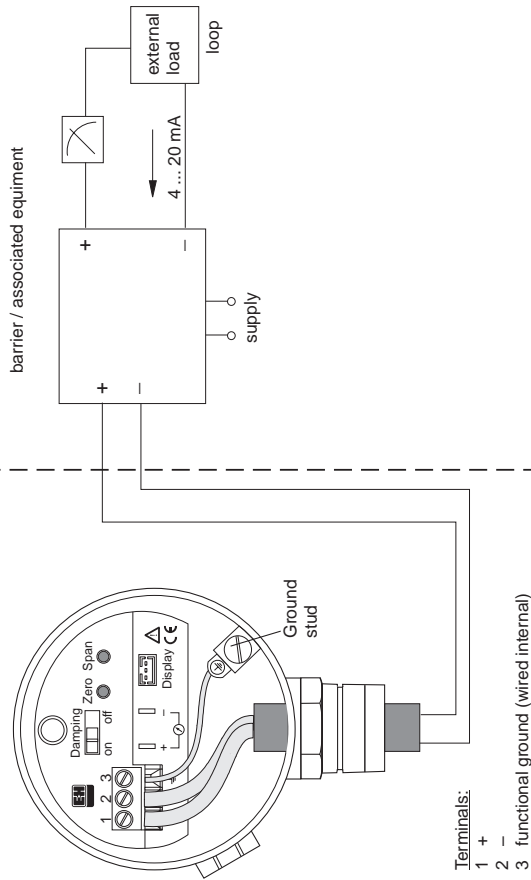 barrier / associated equiment
external
load
loop
4 ... 20 mA
+
–
supply
+
–
Damping
on
off
Zero
Span
E+H
1 2 3
+
–
Display
CE
Ground
stud
Terminals:
1 +
2 –
3 functional ground (wired internal)